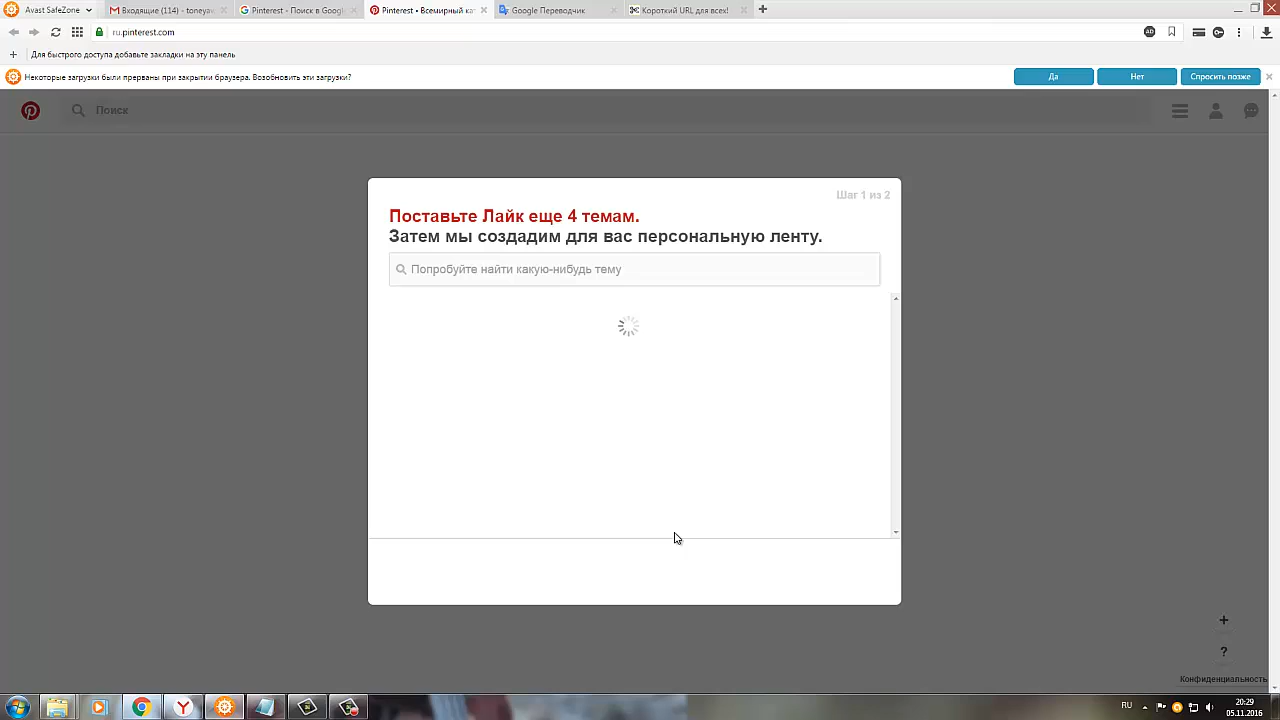 Avast SafeZone
Входящие (114) - toneyav
Pinterest - Поиск в Google
Pinterest • Всемирный ка
Google Переводчик
Короткий URL для всех!
ru.pinterest.com
Для быстрого доступа добавьте закладки на эту панель
Некоторые загрузки были прерваны при закрытии браузера. Возобновить эти загрузки?
Да
Нет
Спросить позже
Поиск
Шаг 1 из 2
Поставьте Лайк еще 4 темам.
Затем мы создадим для вас персональную ленту.
Попробуйте найти какую-нибудь тему
+
?
Конфиденциальность
RU
20:29
05.11.2016